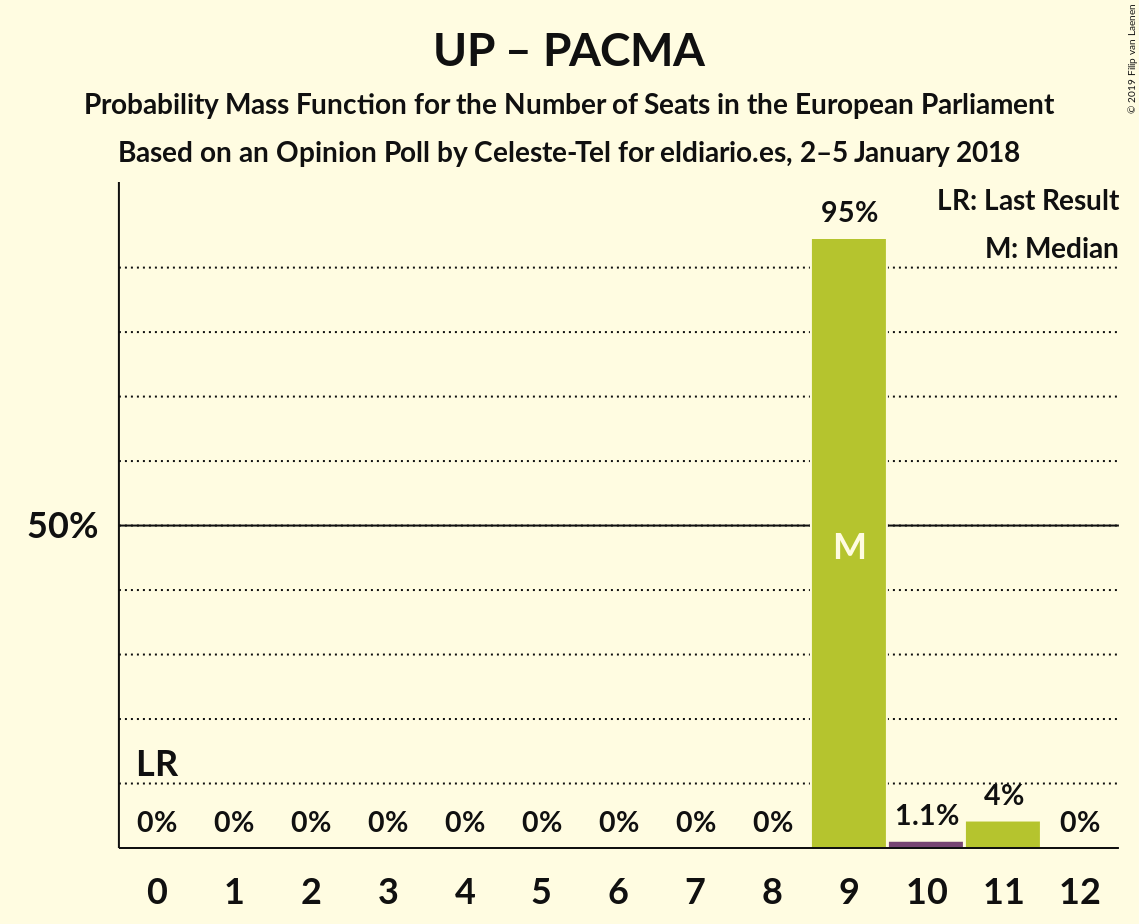 UP – PACMA
Probability Mass Function for the Number of Seats in the European Parliament
Based on an Opinion Poll by Celeste-Tel for eldiario.es, 2–5 January 2018
© 2019 Filip van Laenen
LR: Last Result
M: Median
95%
50%
M
LR
0% 0% 0% 0% 0% 0% 0% 0% 0% 1.1% 4% 0%
0 1 2 3 4 5 6 7 8 9 10 11 12